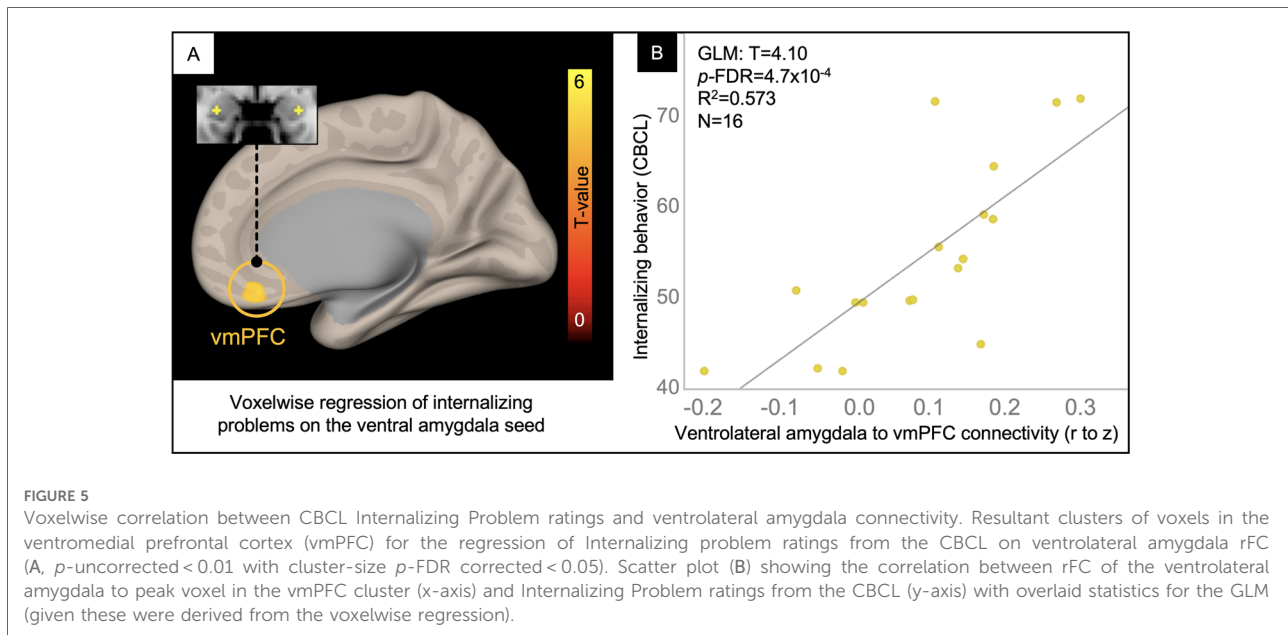 A
6
T-value
0
vmPFC
Voxelwise regression of internalizing
problems on the ventral amygdala seed
B
GLM: T=4.10
p-FDR=4.7x10⁻⁴
R²=0.573
N=16
Internalizing behavior (CBCL)
70
60
50
40
-0.2 -0.1 0.0 0.1 0.2 0.3
Ventrolateral amygdala to vmPFC connectivity (r to z)
FIGURE 5
Voxelwise correlation between CBCL Internalizing Problem ratings and ventrolateral amygdala connectivity. Resultant clusters of voxels in the
ventromedial prefrontal cortex (vmPFC) for the regression of Internalizing problem ratings from the CBCL on ventrolateral amygdala rFC
(A, p-uncorrected < 0.01 with cluster-size p-FDR corrected < 0.05). Scatter plot (B) showing the correlation between rFC of the ventrolateral
amygdala to peak voxel in the vmPFC cluster (x-axis) and Internalizing Problem ratings from the CBCL (y-axis) with overlaid statistics for the GLM
(given these were derived from the voxelwise regression).